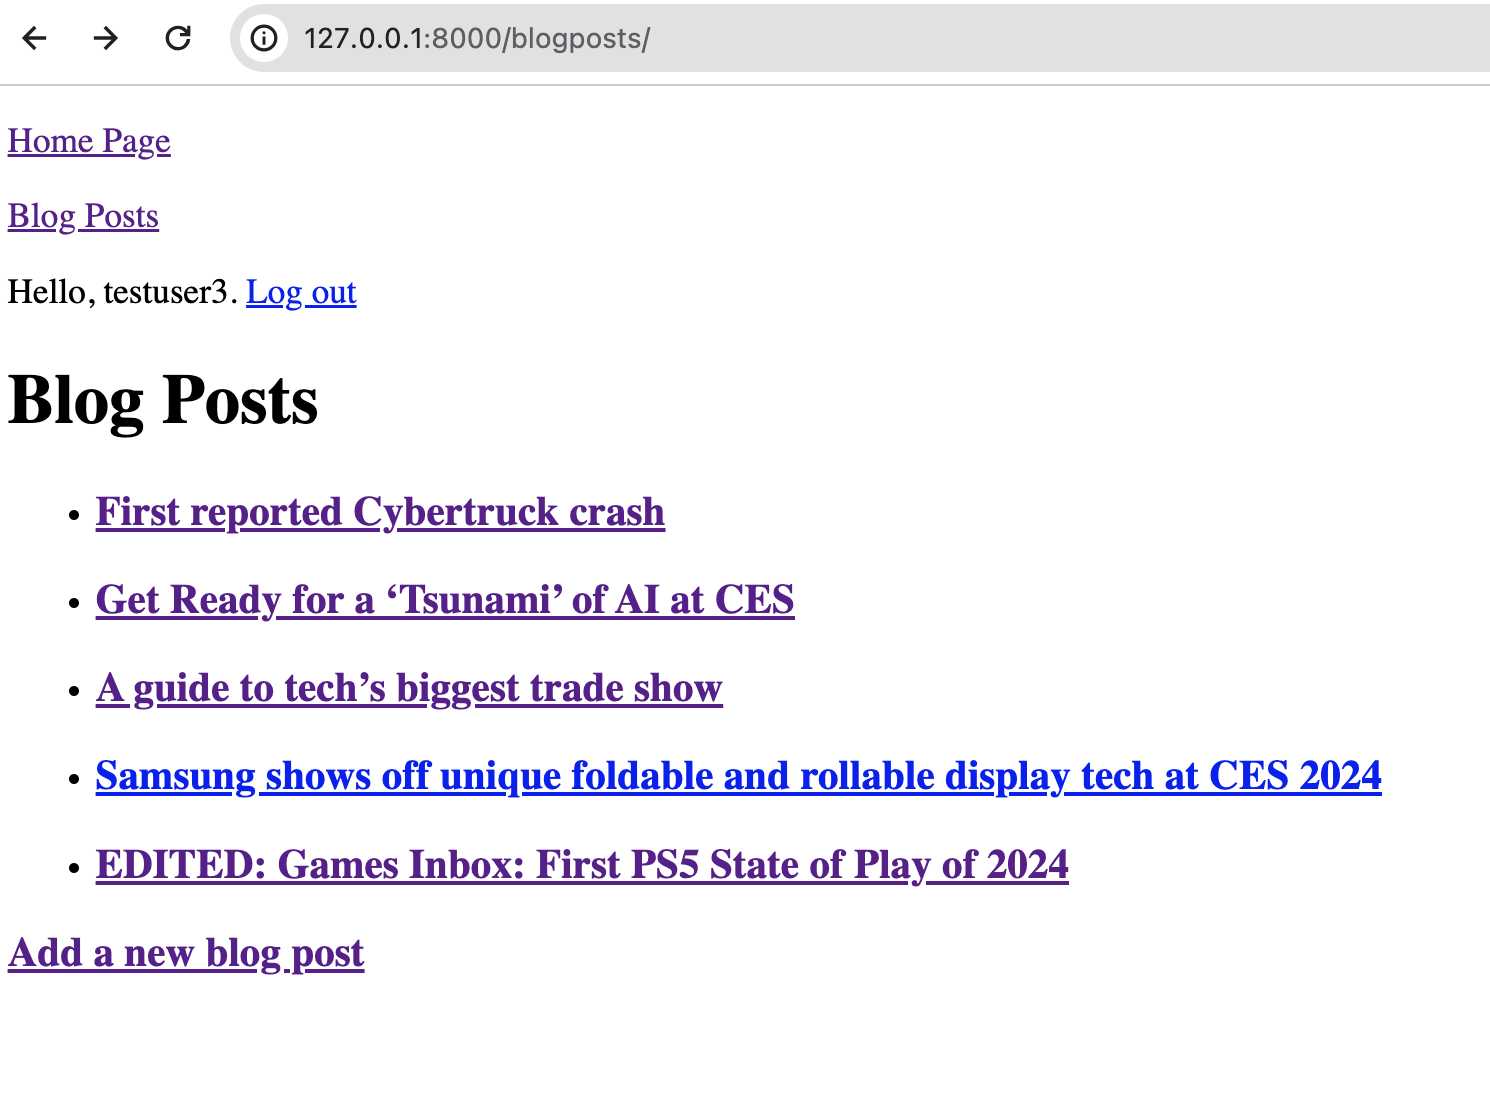 127.0.0.1:8000/blogposts/
Home Page
Blog Posts
Hello, testuser3. Log out
Blog Posts
First reported Cybertruck crash
Get Ready for a ‘Tsunami’ of AI at CES
A guide to tech’s biggest trade show
Samsung shows off unique foldable and rollable display tech at CES 2024
EDITED: Games Inbox: First PS5 State of Play of 2024
Add a new blog post